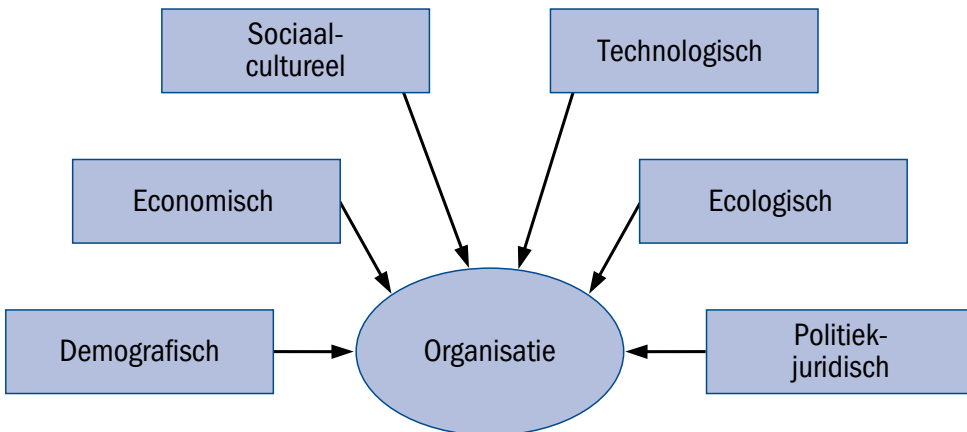 Sociaal-
cultureel
Technologisch
Economisch
Ecologisch
Demografisch
Organisatie
Politiek-
juridisch